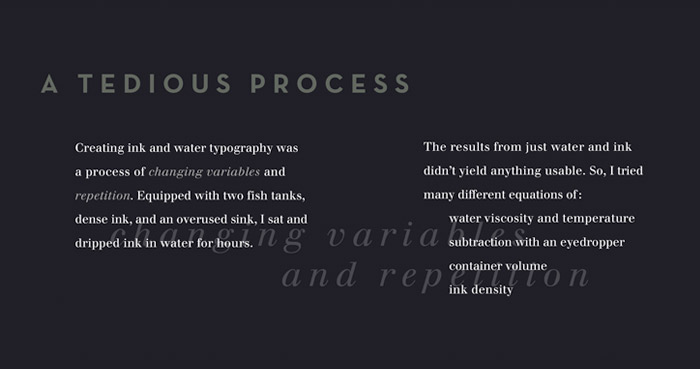 A TEDIOUS PROCESS
Creating ink and water typography was
a process of changing variables and
repetition. Equipped with two fish tanks,
dense ink, and an overused sink, I sat and
dripped ink in water for hours.
The results from just water and ink
didn't yield anything usable. So, I tried
many different equations of:
water viscosity and temperature
subtraction with an eyedropper
container volume
ink density
changing variables
and repetition